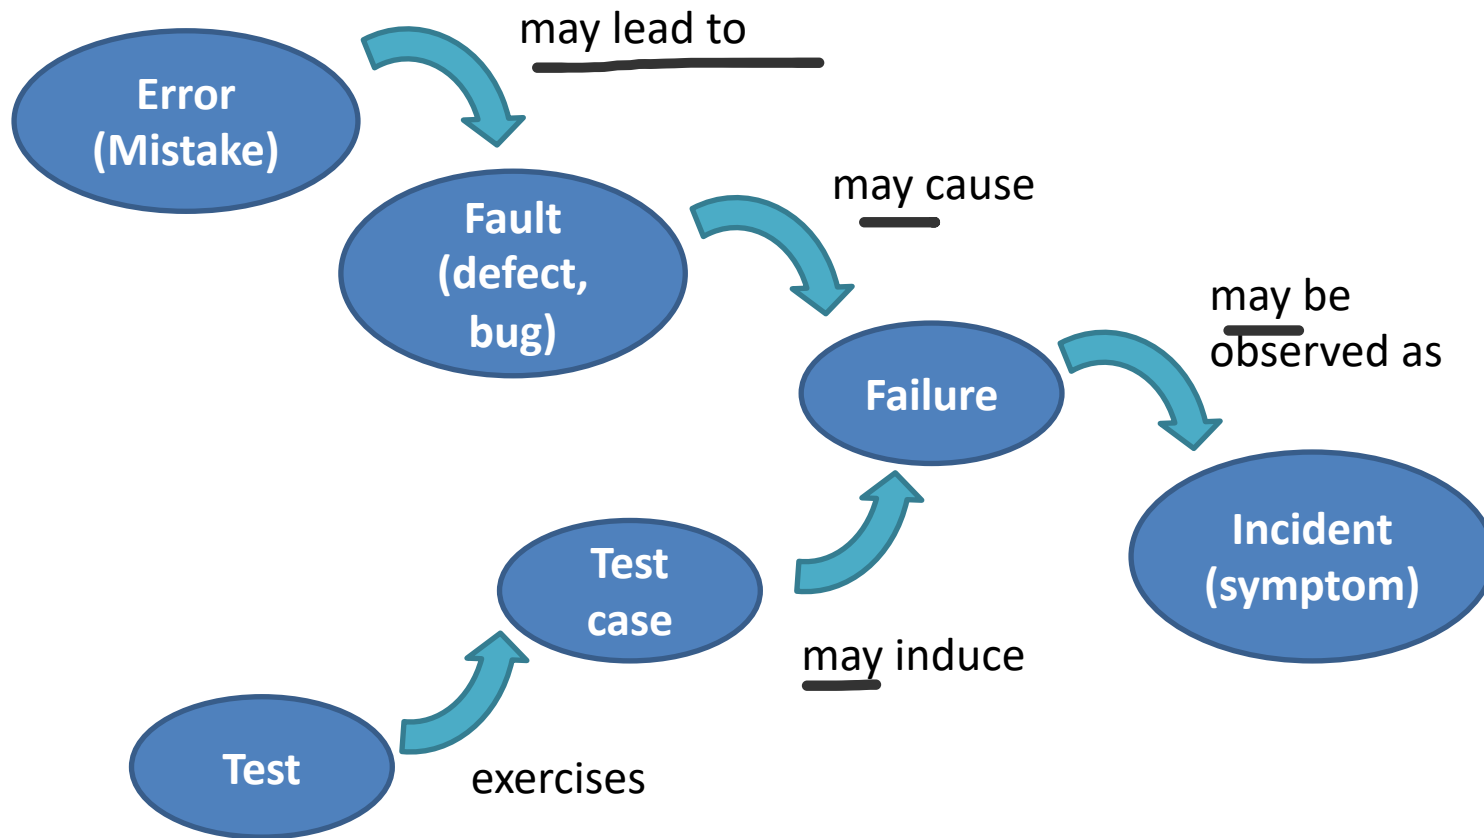 may lead to
Error
(Mistake)
may cause
Fault
(defect,
bug)
may be
observed as
Failure
Incident
(symptom)
Test
case
may induce
Test
exercises